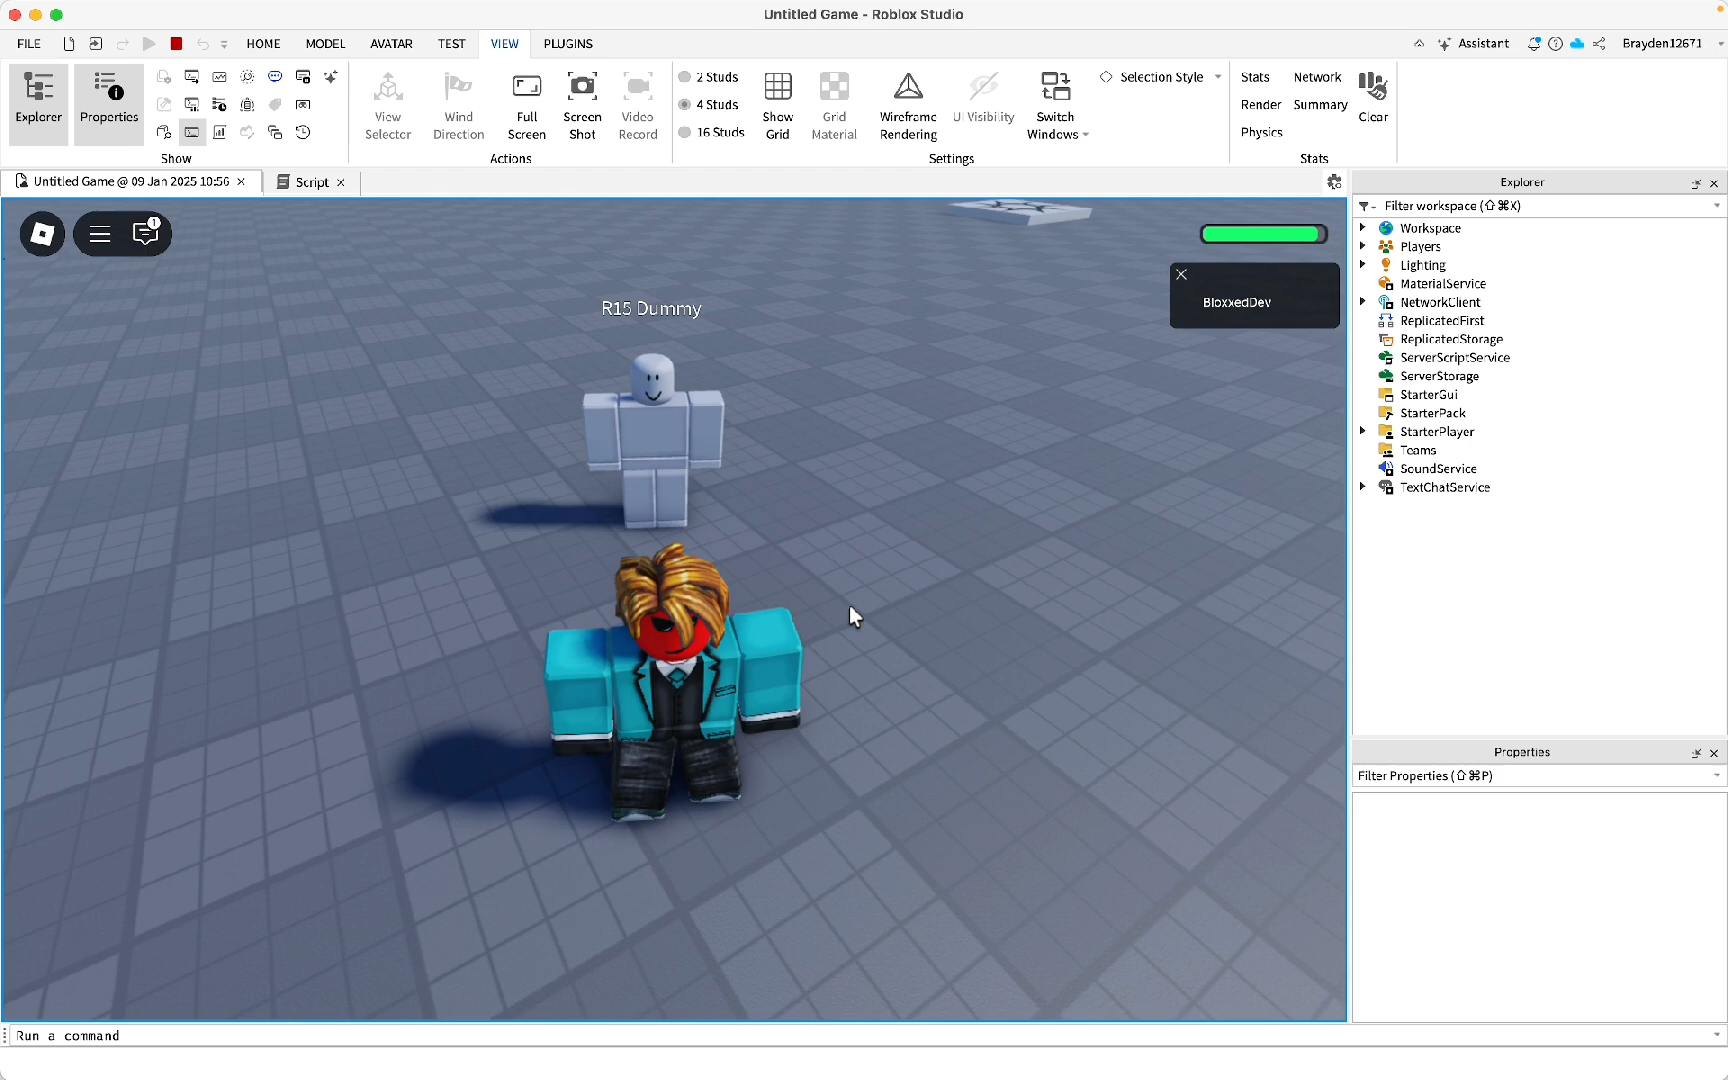 Untitled Game - Roblox Studio
FILE HOME MODEL AVATAR TEST VIEW PLUGINS Assistant Brayden12671
Explorer
Properties
Show
View Selector
Wind Direction
Full Screen
Screen Shot
Video Record
Actions
2 Studs
4 Studs
16 Studs
Show Grid
Grid Material
Wireframe Rendering
UI Visibility
Switch Windows
Selection Style
Settings
Stats Network
Render Summary
Physics
Clear
Stats
Untitled Game @ 09 Jan 2025 10:56
Script
1
R15 Dummy
BloxxedDev
Explorer
Filter workspace (⇧⌘X)
Workspace
Players
Lighting
MaterialService
NetworkClient
ReplicatedFirst
ReplicatedStorage
ServerScriptService
ServerStorage
StarterGui
StarterPack
StarterPlayer
Teams
SoundService
TextChatService
Properties
Filter Properties (⇧⌘P)
Run a command